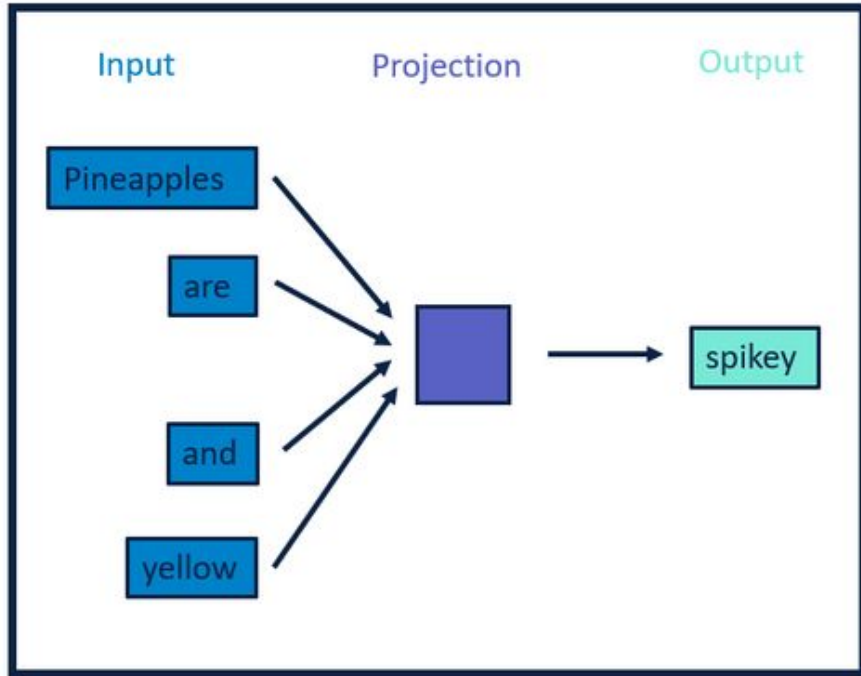 Input
Projection
Output
Pineapples
are
and
yellow
spikey